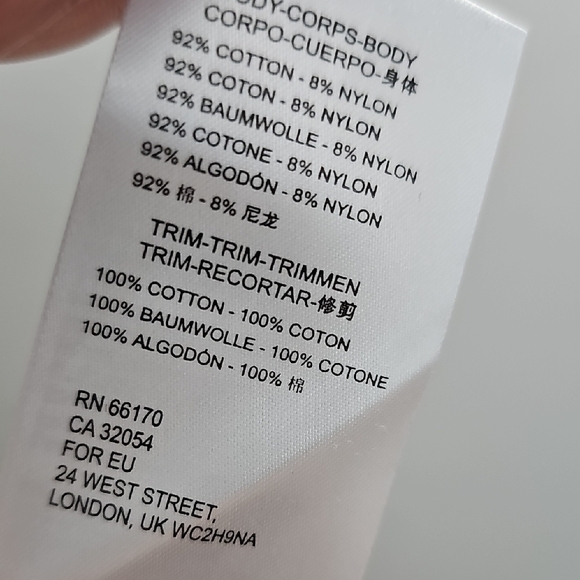 BODY-CORPS-BODY
CORPO-CUERPO-身体
92% COTTON - 8% NYLON
92% COTON - 8% NYLON
92% BAUMWOLLE - 8% NYLON
92% COTONE - 8% NYLON
92% ALGODÓN - 8% NYLON
92% 棉 - 8% 尼龙
TRIM-TRIM-TRIMMEN
TRIM-RECORTAR-修剪
100% COTTON - 100% COTON
100% BAUMWOLLE - 100% COTONE
100% ALGODÓN - 100% 棉
RN 66170
CA 32054
FOR EU
24 WEST STREET,
LONDON, UK WC2H9NA